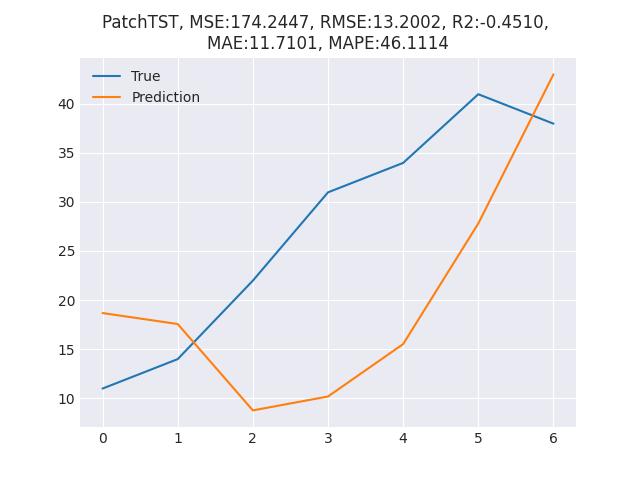 PatchTST, MSE:174.2447, RMSE:13.2002, R2:-0.4510,
MAE:11.7101, MAPE:46.1114
True
Prediction
40
35
30
25
20
15
10
0 1 2 3 4 5 6